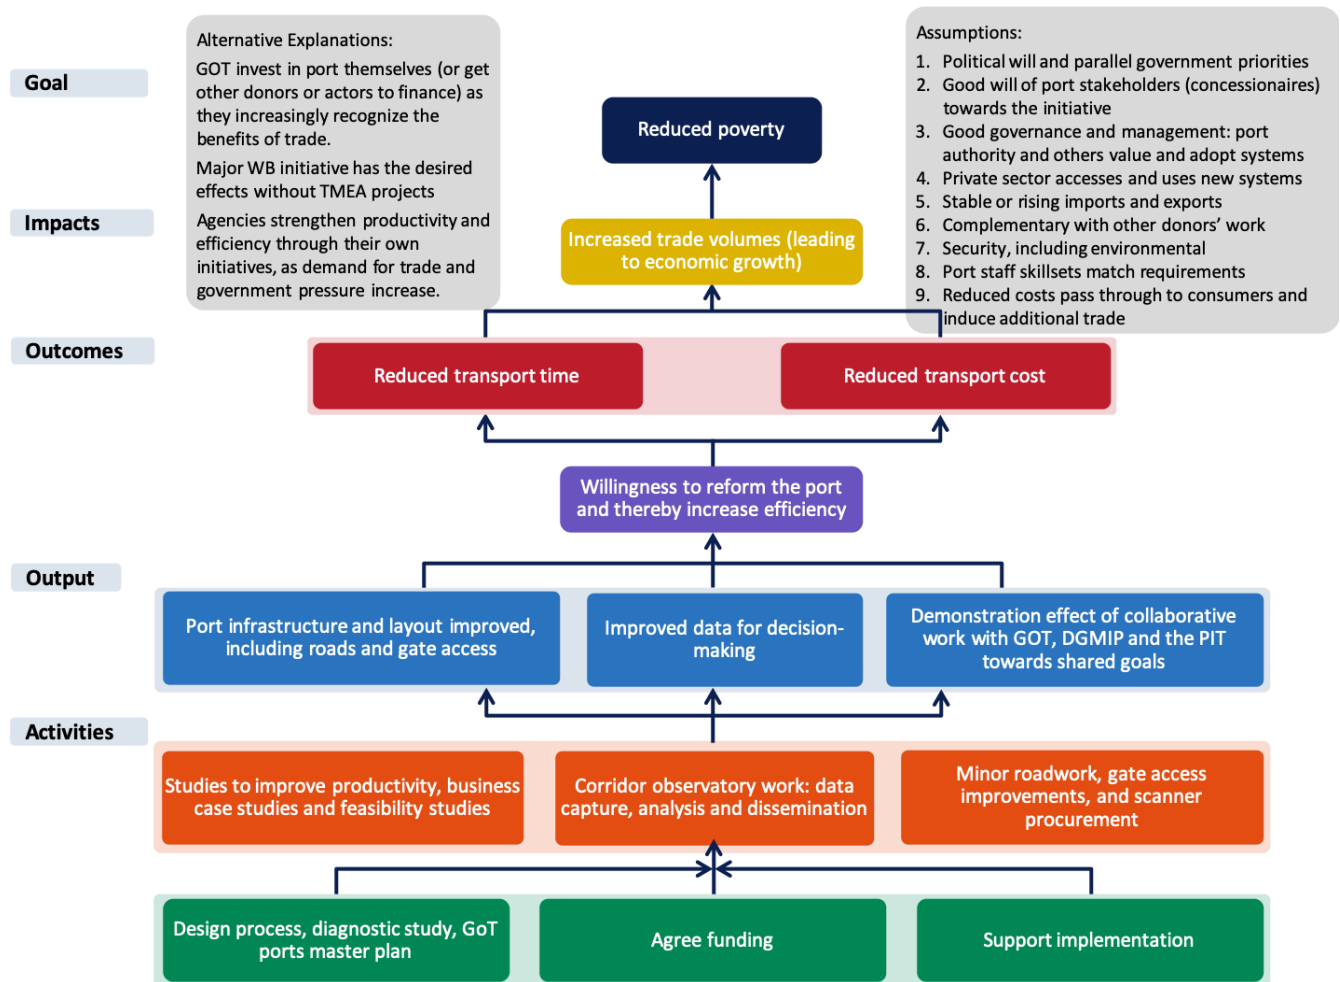 Goal
Alternative Explanations:
GOT invest in port themselves (or get
other donors or actors to finance) as
they increasingly recognize the
benefits of trade.
Major WB initiative has the desired
effects without TMEA projects
Agencies strengthen productivity and
efficiency through their own
initiatives, as demand for trade and
government pressure increase.
Assumptions:
1. Political will and parallel government priorities
2. Good will of port stakeholders (concessionaires)
towards the initiative
3. Good governance and management: port
authority and others value and adopt systems
4. Private sector accesses and uses new systems
5. Stable or rising imports and exports
6. Complementary with other donors' work
7. Security, including environmental
8. Port staff skillsets match requirements
9. Reduced costs pass through to consumers and
induce additional trade
Reduced poverty
Impacts
Increased trade volumes (leading
to economic growth)
Outcomes
Reduced transport time
Reduced transport cost
Willingness to reform the port
and thereby increase efficiency
Output
Port infrastructure and layout improved,
including roads and gate access
Improved data for decision-
making
Demonstration effect of collaborative
work with GOT, DGMIP and the PIT
towards shared goals
Activities
Studies to improve productivity, business
case studies and feasibility studies
Corridor observatory work: data
capture, analysis and dissemination
Minor roadwork, gate access
improvements, and scanner
procurement
Design process, diagnostic study, GoT
ports master plan
Agree funding
Support implementation